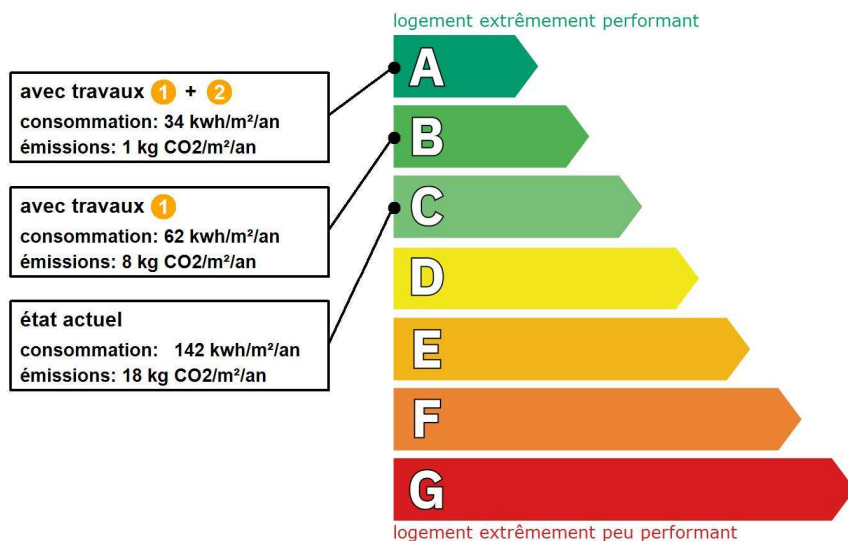 logement extrêmement performant
A
avec travaux 1 + 2
consommation: 34 kwh/m²/an
émissions: 1 kg CO2/m²/an
B
avec travaux 1
consommation: 62 kwh/m²/an
émissions: 8 kg CO2/m²/an
C
état actuel
consommation: 142 kwh/m²/an
émissions: 18 kg CO2/m²/an
D
E
F
G
logement extrêmement peu performant